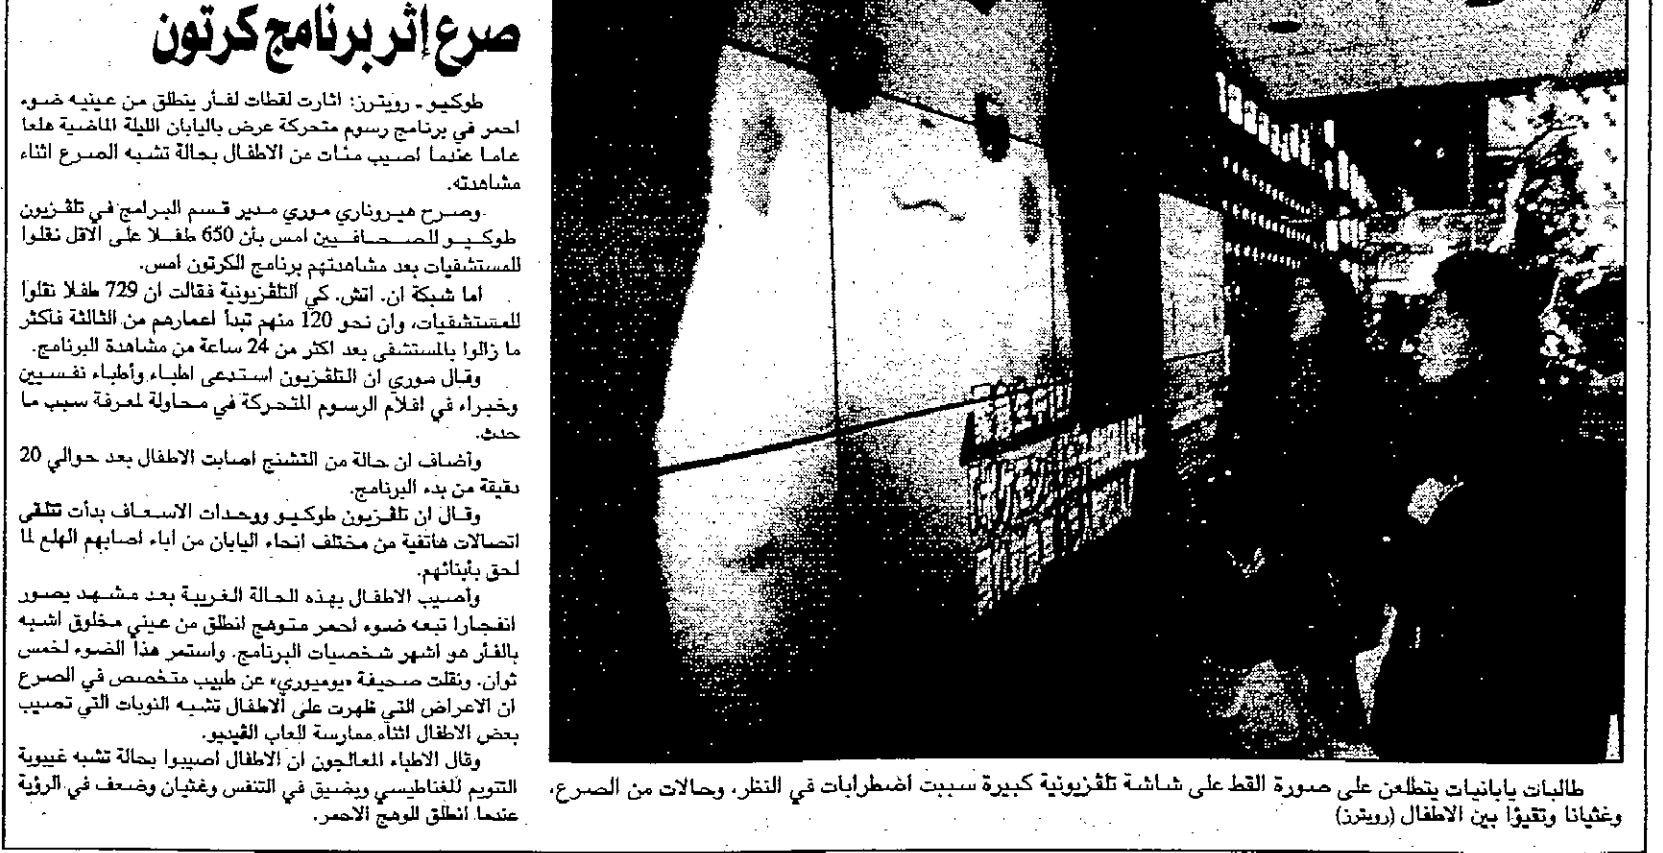 صرع إثر برنامج كرتون
طوكيو ـ رويترز: اثارت لقطات لفأر ينطلق من عينيه ضوء
احمر في برنامج رسوم متحركة عرض باليابان الليلة الماضية هلعا
عاما عندما اصيب مئات من الاطفال بحالة تشبه الصرع اثناء
مشاهدته.
وصرح هيروناري موري مدير قسم البرامج في تلفزيون
طوكيو للصحافيين امس بأن 650 طفلا على الاقل نقلوا
للمستشفيات بعد مشاهدتهم برنامج الكرتون امس.
اما شبكة ان. اتش. كي التلفزيونية فقالت ان 729 طفلا نقلوا
للمستشفيات، وان نحو 120 منهم تبدأ اعمارهم من الثالثة فأكثر
ما زالوا بالمستشفى بعد اكثر من 24 ساعة من مشاهدة البرنامج.
وقال موري ان التلفزيون استدعى اطباء وأطباء نفسيين
وخبراء في افلام الرسوم المتحركة في محاولة لمعرفة سبب ما
حدث.
وأضاف ان حالة من التشنج اصابت الاطفال بعد حوالي 20
دقيقة من بدء البرنامج.
وقال ان تلفزيون طوكيو ووحدات الاسعاف بدأت تتلقى
اتصالات هاتفية من مختلف انحاء اليابان من آباء اصابهم الهلع لما
لحق بأبنائهم.
وأصيب الاطفال بهذه الحالة الغريبة بعد مشهد يصور
انفجارا تبعه ضوء احمر متوهج انطلق من عيني مخلوق اشبه
بالفأر هو اشهر شخصيات البرنامج. واستمر هذا الضوء لخمس
ثوان. ونقلت صحيفة «يوميوري» عن طبيب متخصص في الصرع
ان الاعراض التي ظهرت على الاطفال تشبه النوبات التي تصيب
بعض الاطفال اثناء ممارسة العاب الفيديو.
وقال الاطباء المعالجون ان الاطفال اصيبوا بحالة تشبه غيبوبة
التنويم المغناطيسي وبضيق في التنفس وغثيان وضعف في الرؤية
عندما انطلق الوهج الاحمر.
طالبات يابانيات يتطلعن على صورة القط على شاشة تلفزيونية كبيرة سببت اضطرابات في النظر، وحالات من الصرع،
وغثيانا وتقيؤا بين الاطفال (رويترز)